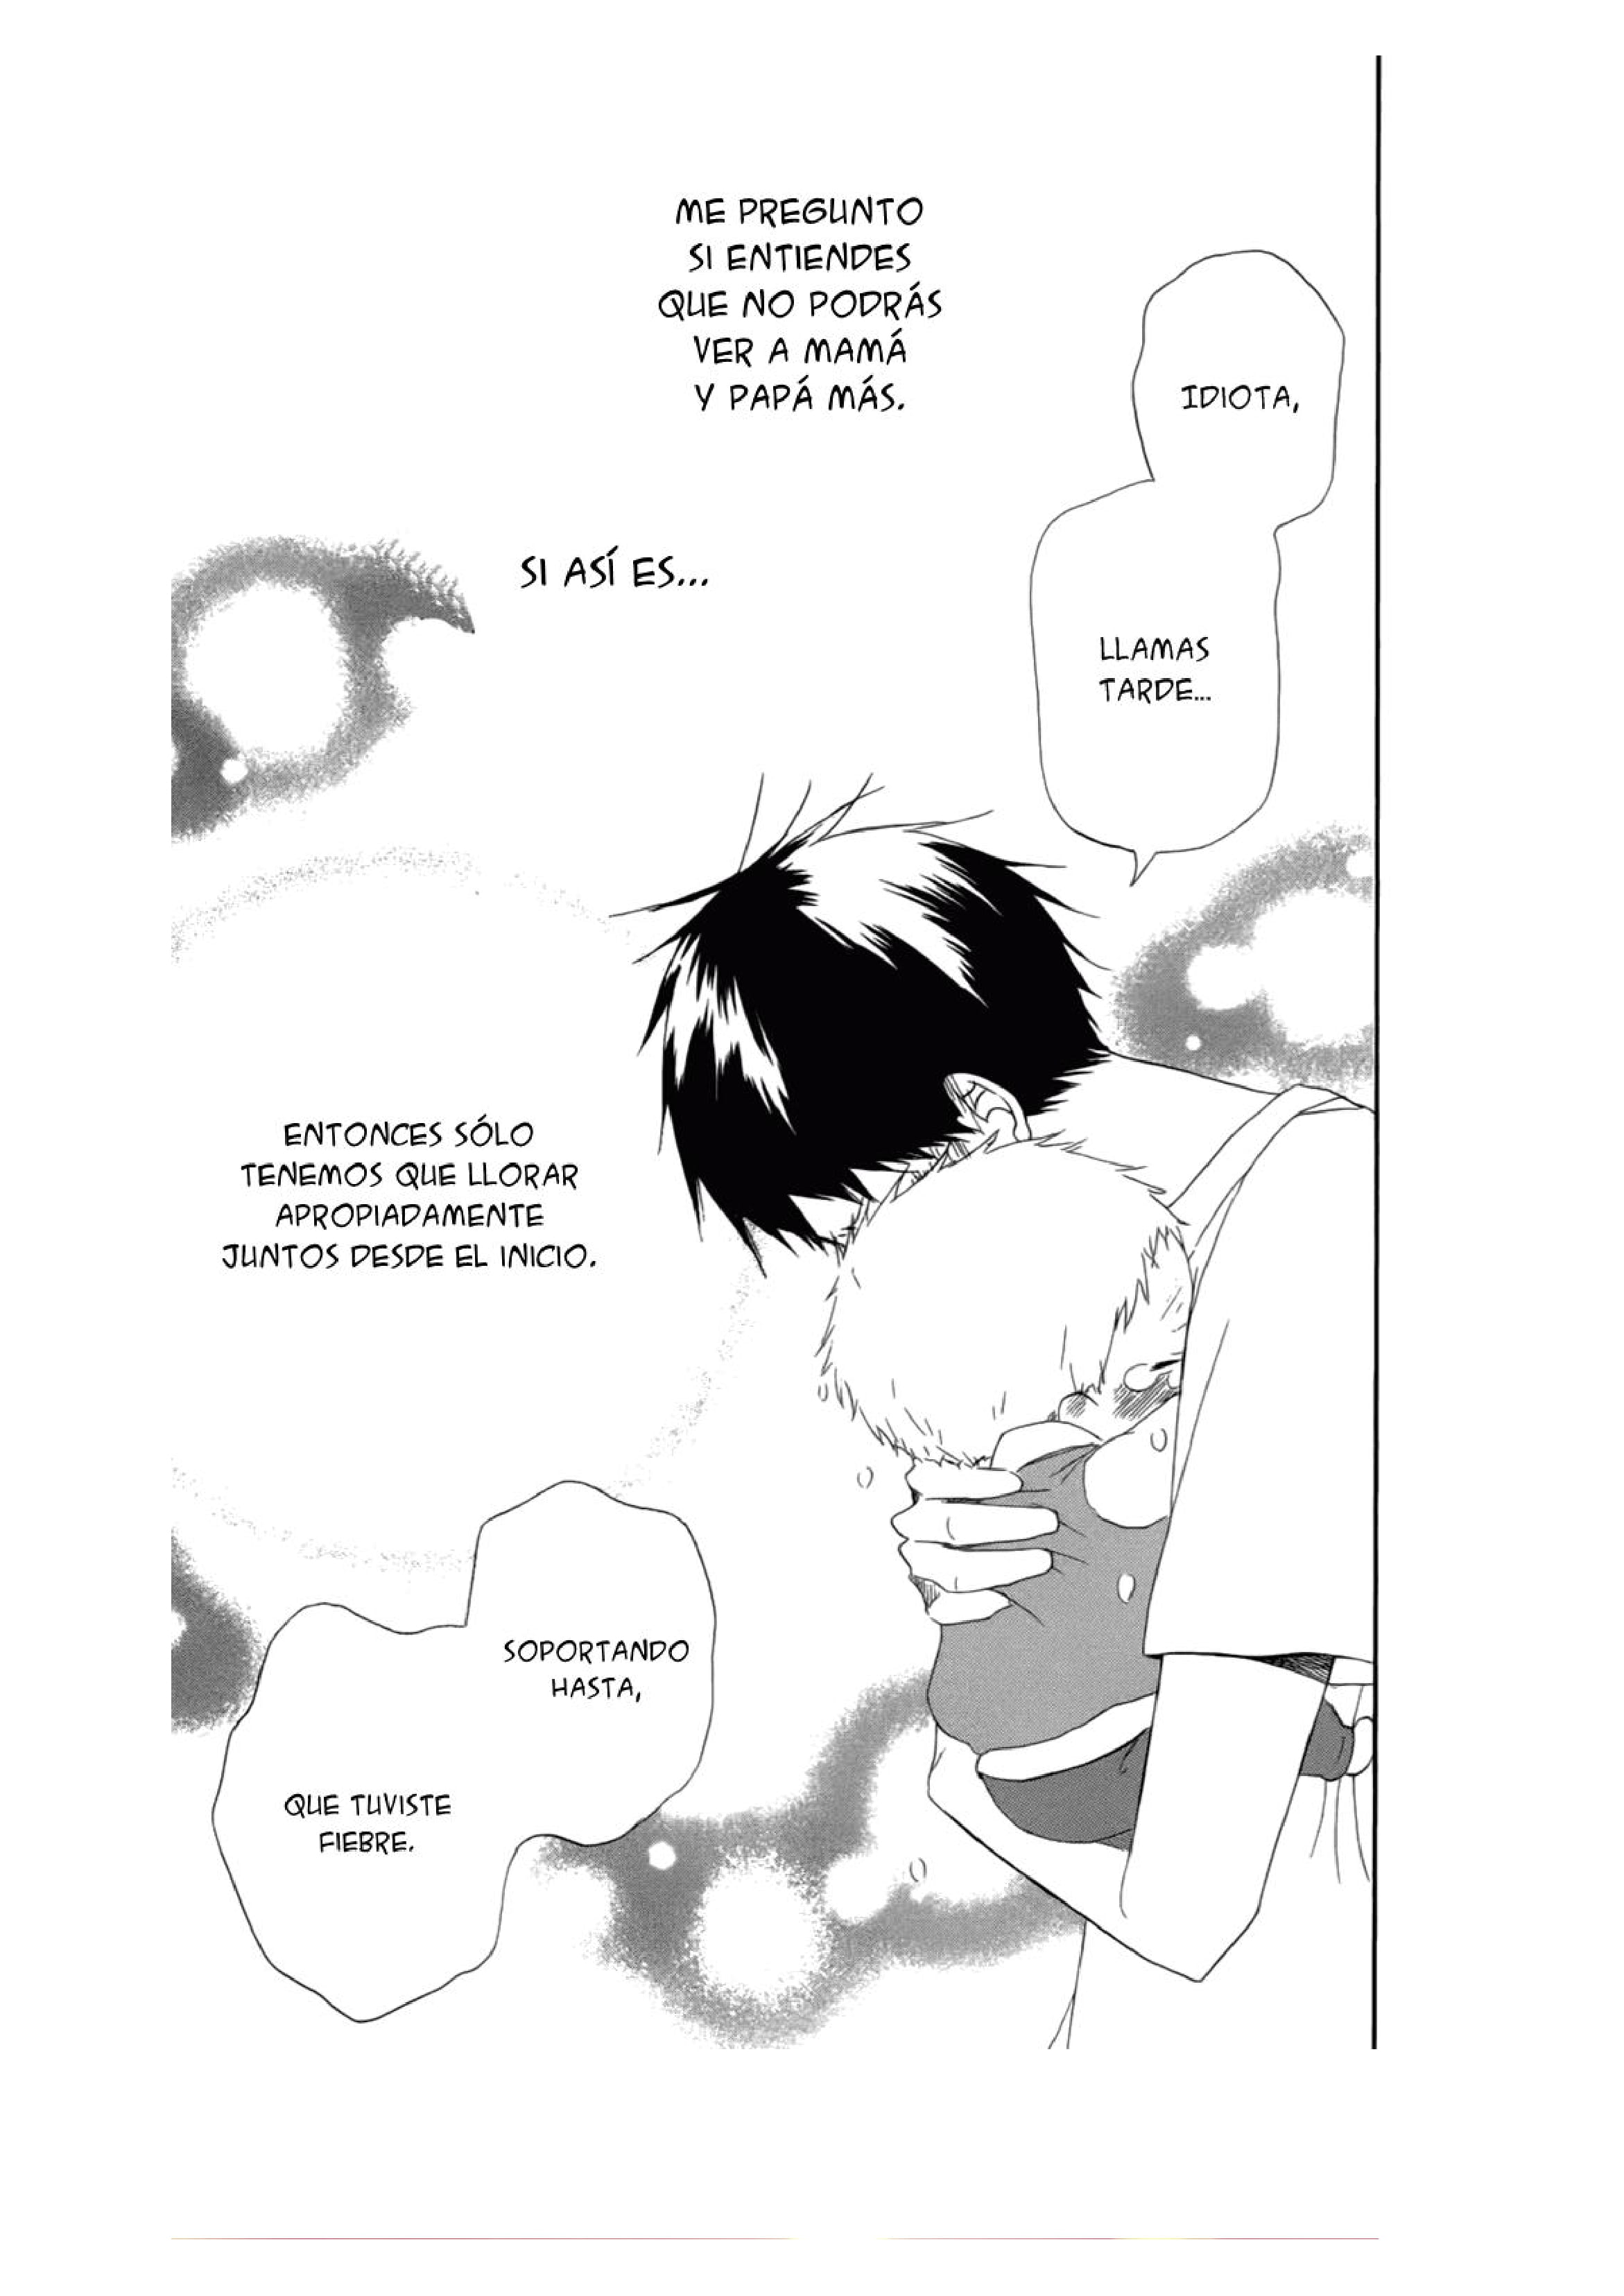 IDIOTA,
LLAMAS
TARDE...
ME PREGUNTO
SI ENTIENDES
QUE NO PODRÁS
VER A MAMÁ
Y PAPÁ MÁS.
SI ASÍ ES...
ENTONCES SÓLO
TENEMOS QUE LLORAR
APROPIADAMENTE
JUNTOS DESDE EL INICIO.
SOPORTANDO
HASTA,
QUE TUVISTE
FIEBRE.